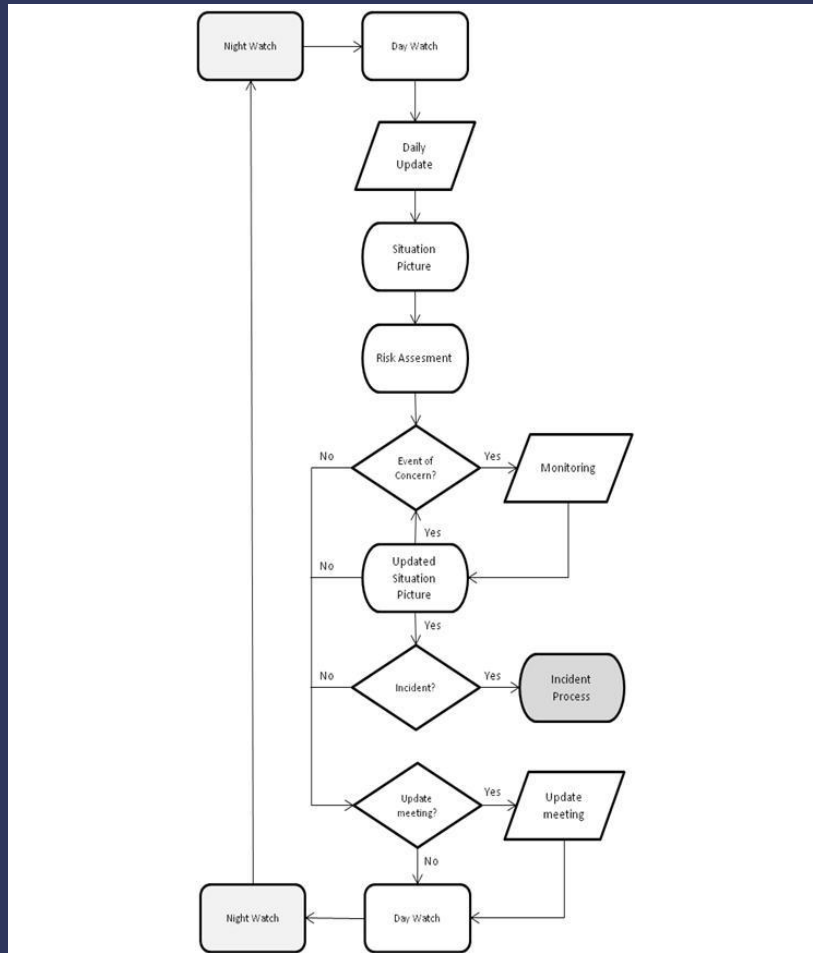 Night Watch
Day Watch
Daily
Update
Situation
Picture
Risk Assesment
No
Event of
Concern?
Yes
Monitoring
Yes
No
Updated
Situation
Picture
Yes
No
Incident?
Yes
Incident
Process
Update
meeting?
Yes
Update
meeting
No
Night Watch
Day Watch